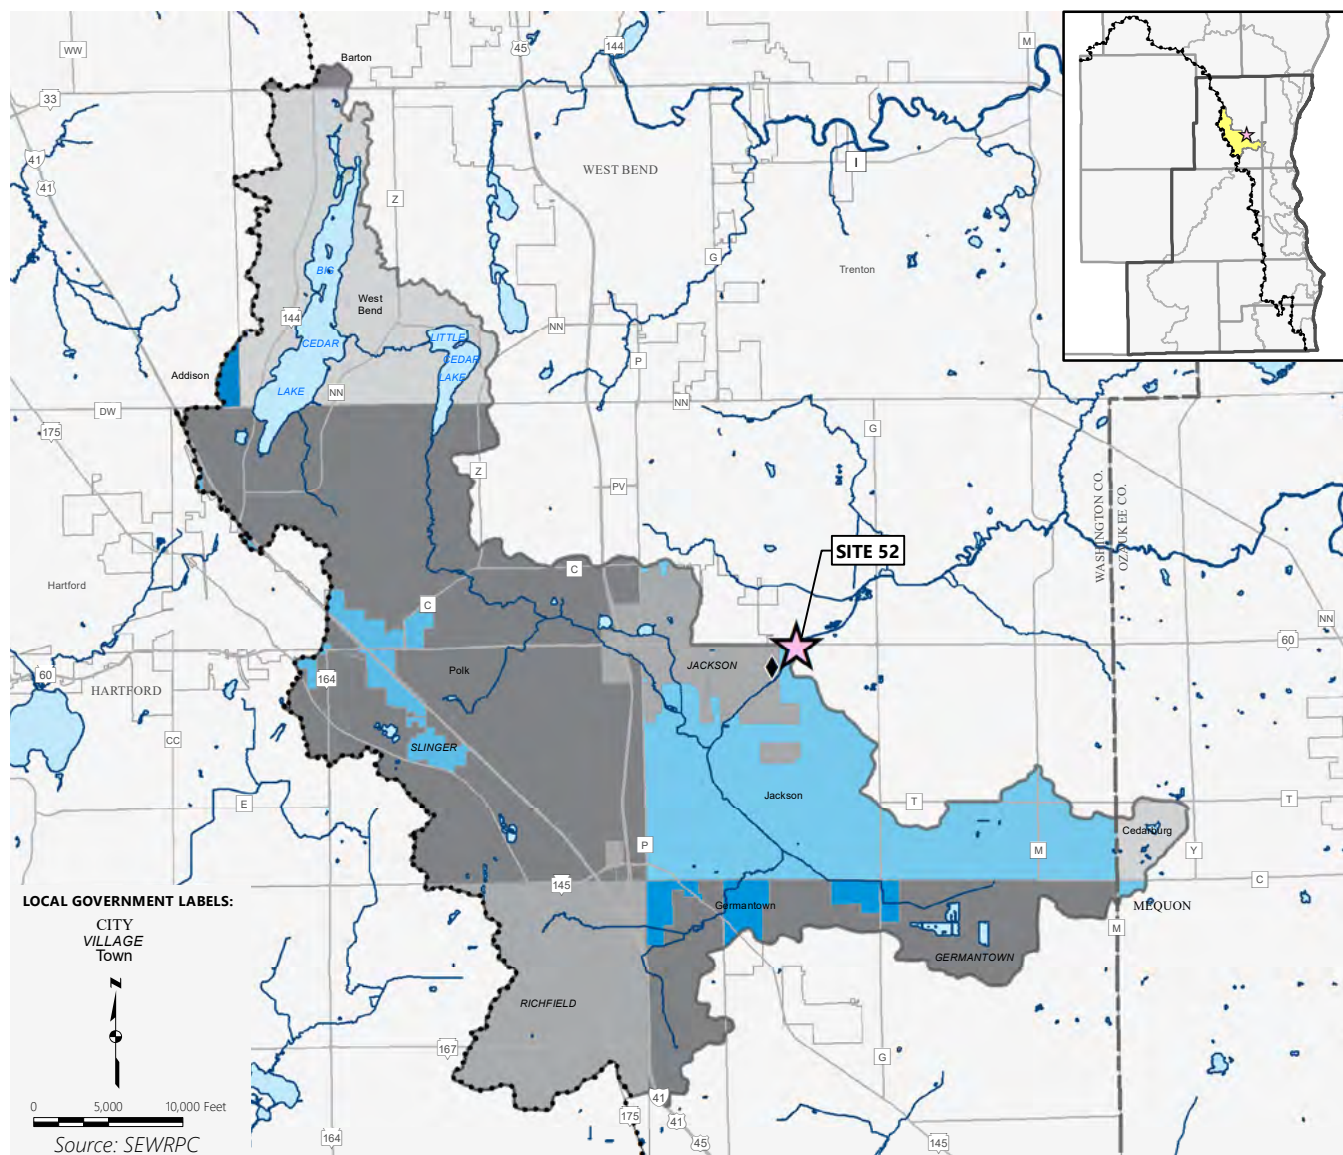 Barton
WW
45
144
M
33
41
41
WEST BEND
I
Z
G
Trenton
BIG
West
Bend
144
CEDAR
LITTLE
CEDAR
LAKE
NN
P
Addison
LAKE
NN
NN
DW
175
G
Z
PV
WASHINGTON CO.
OZAUKEE CO.
SITE 52
C
Hartford
C
NN
60
JACKSON
Polk
60
164
HARTFORD
CC
SLINGER
E
Jackson
T
T
Cedarburg
P
M
Y
145
C
Germantown
MEQUON
M
GERMANTOWN
RICHFIELD
167
G
41
175
41
164
45
145
LOCAL GOVERNMENT LABELS:
CITY
VILLAGE
Town
N
0 5,000 10,000 Feet
Source: SEWRPC